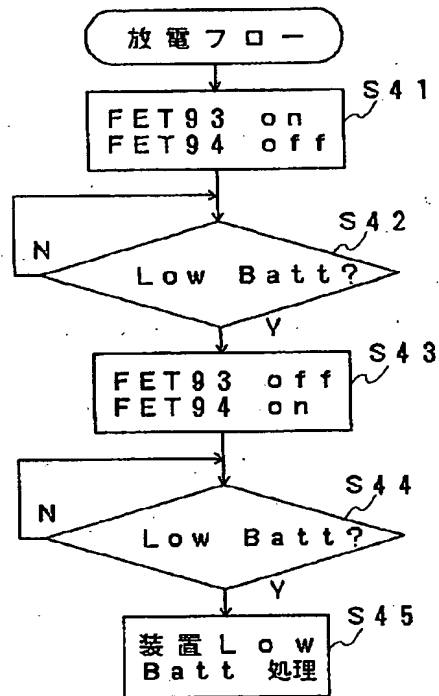 放電フロー
S41
FET93 on
FET94 off
S42
N
Low Batt?
Y
S43
FET93 off
FET94 on
S44
N
Low Batt?
Y
S45
装置Low
Batt 処理